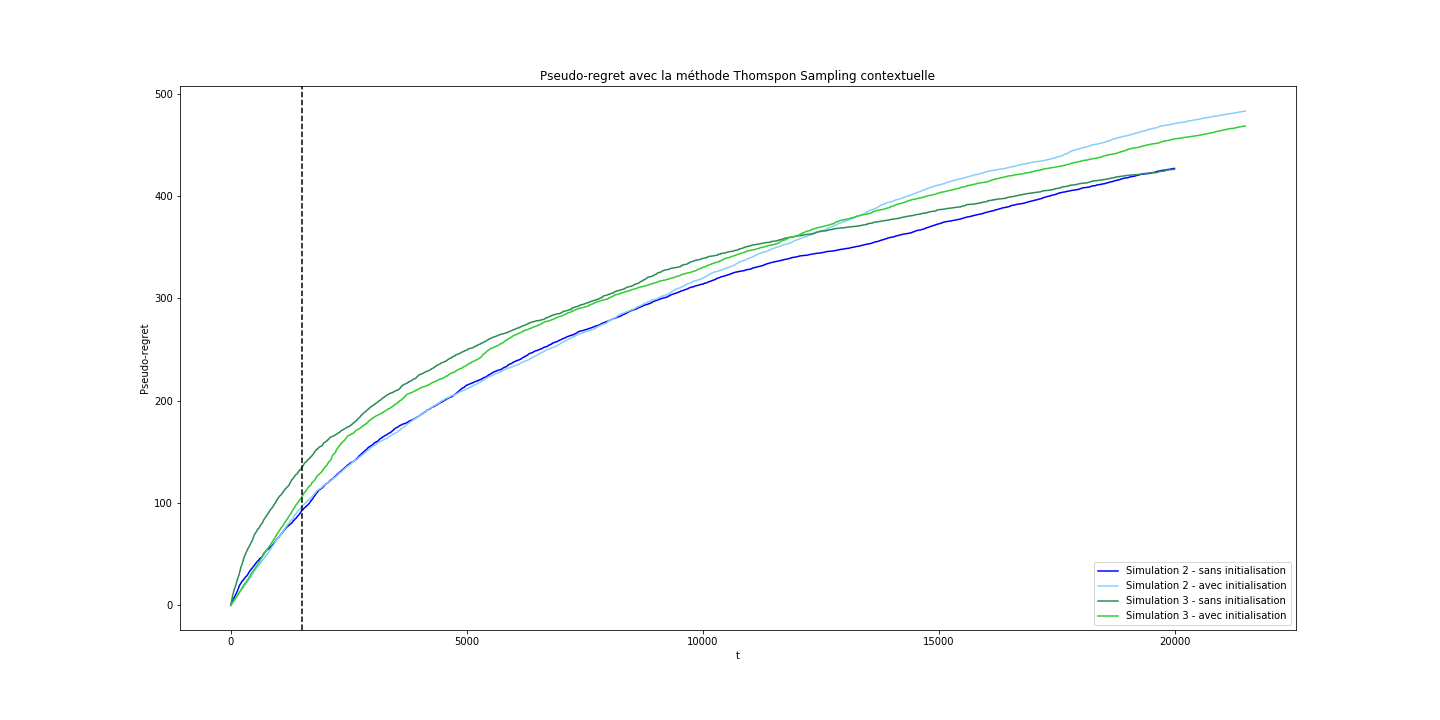 Pseudo-regret avec la méthode Thomspon Sampling contextuelle
500
400
300
200
100
0
Pseudo-regret
0 5000 10000 15000 20000
t
Simulation 2 - sans initialisation
Simulation 2 - avec initialisation
Simulation 3 - sans initialisation
Simulation 3 - avec initialisation